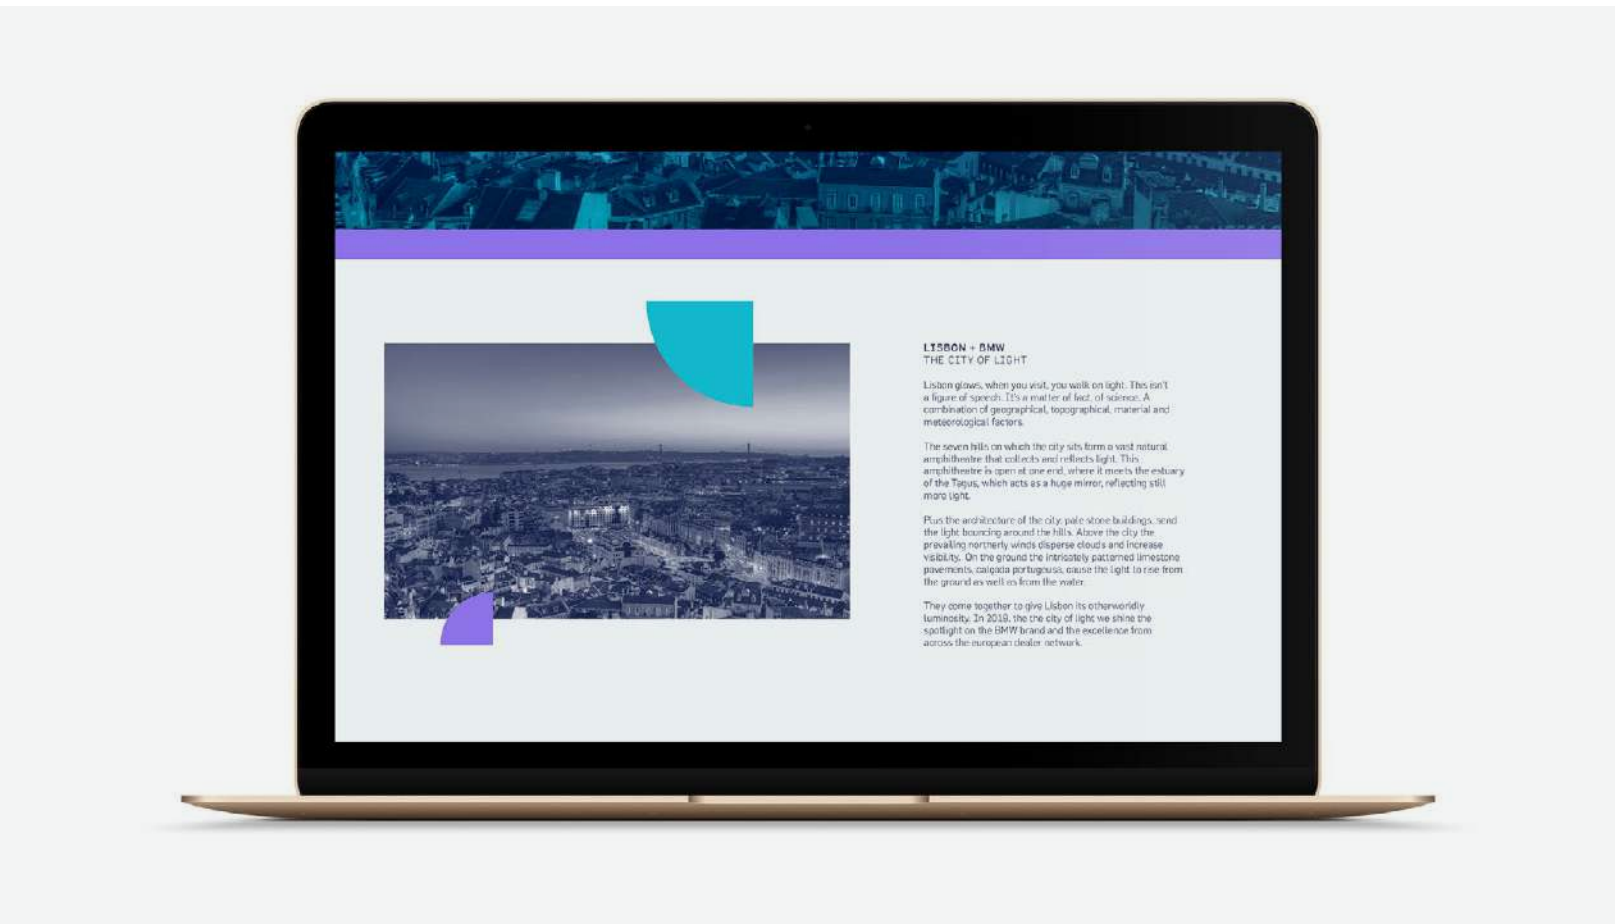 LISBON + BMW
THE CITY OF LIGHT
Lisbon glows, when you visit, you walk on light. This isn't
a figure of speech. It's a matter of fact, of science. A
combination of geographical, topographical, material and
meteorological factors.
The seven hills on which the city sits form a vast natural
amphitheatre that collects and reflects light. This
amphitheatre is open at one end, where it meets the estuary
of the Tagus, which acts as a huge mirror, reflecting still
more light.
Plus the architecture of the city, pale stone buildings, send
the light bouncing around the hills. Above the city the
prevailing northerly winds disperse clouds and increase
visibility. On the ground the intricately patterned limestone
pavements, calçada portuguesa, cause the light to rise from
the ground as well as from the water.
They come together to give Lisbon its otherworldly
luminosity. In 2019, the the city of light we shine the
spotlight on the BMW brand and the excellence from
across the european dealer network.